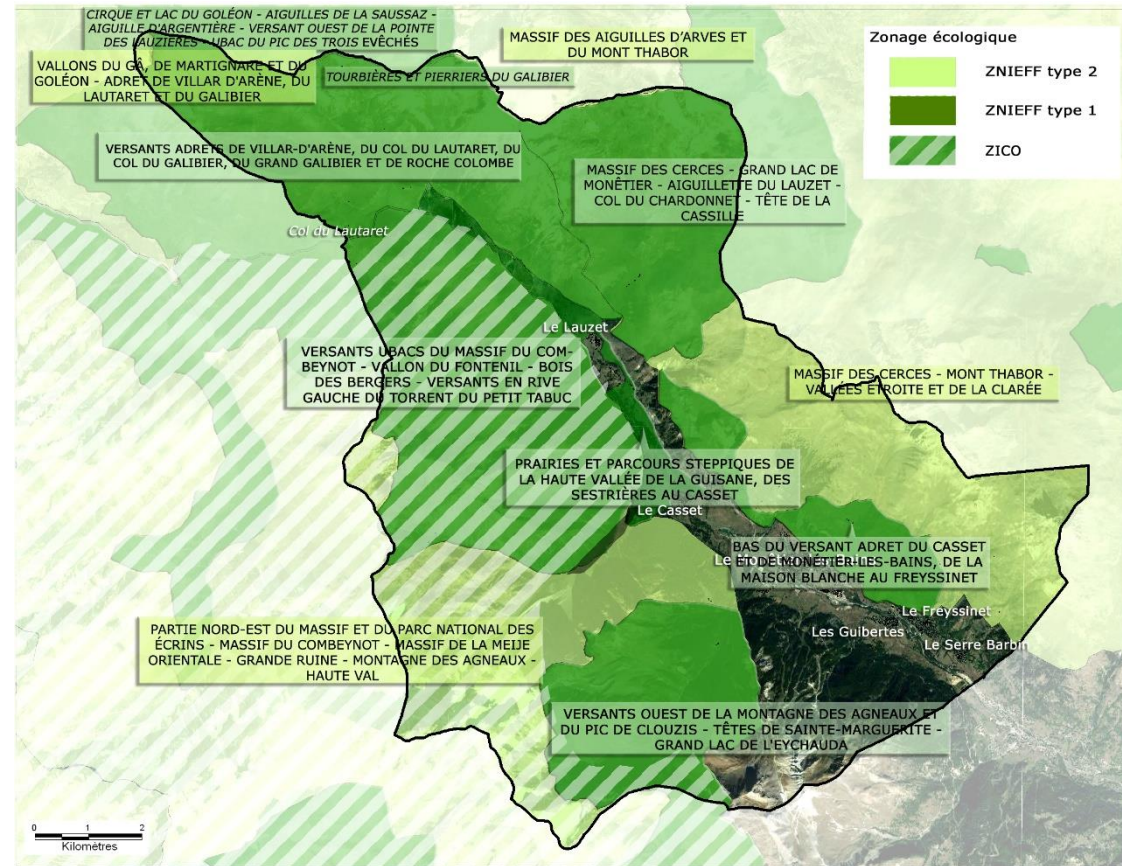 CIRQUE ET LAC DU GOLÉON - AIGUILLES DE LA SAUSSAZ -
AIGUILLE D'ARGENTIÈRE - VERSANT OUEST DE LA POINTE
DES LAUZIÈRES - UBAC DU PIC DES TROIS EVÊCHÉS
MASSIF DES AIGUILLES D'ARVES ET
DU MONT THABOR
Zonage écologique
ZNIEFF type 2
ZNIEFF type 1
ZICO
VALLONS DU GÂ, DE MARTIGNARE ET DU
GOLÉON - ADRET DE VILLAR D'ARÈNE, DU
LAUTARET ET DU GALIBIER
TOURBIÈRES ET PIERRIERS DU GALIBIER
VERSANTS ADRETS DE VILLAR-D'ARÈNE, DU COL DU LAUTARET, DU
COL DU GALIBIER, DU GRAND GALIBIER ET DE ROCHE COLOMBE
MASSIF DES CERCES - GRAND LAC DE
MONÊTIER - AIGUILLETTE DU LAUZET -
COL DU CHARDONNET - TÊTE DE LA
CASSILLE
Col du Lautaret
Le Lauzet
VERSANTS UBACS DU MASSIF DU COM-
BEYNOT - VALLON DU FONTENIL - BOIS
DES BERGERS - VERSANTS EN RIVE
GAUCHE DU TORRENT DU PETIT TABUC
MASSIF DES CERCES - MONT THABOR -
VALLÉES ÉTROITE ET DE LA CLARÉE
PRAIRIES ET PARCOURS STEPPIQUES DE
LA HAUTE VALLÉE DE LA GUISANE, DES
SESTRIÈRES AU CASSET
Le Casset
BAS DU VERSANT ADRET DU CASSET
ET DE MONÉTIER-LES-BAINS, DE LA
MAISON BLANCHE AU FREYSSINET
Le Freyssinet
Les Guibertes
Le Serre Barbin
PARTIE NORD-EST DU MASSIF ET DU PARC NATIONAL DES
ÉCRINS - MASSIF DU COMBEYNOT - MASSIF DE LA MEIJE
ORIENTALE - GRANDE RUINE - MONTAGNE DES AGNEAUX -
HAUTE VAL
VERSANTS OUEST DE LA MONTAGNE DES AGNEAUX ET
DU PIC DE CLOUZIS - TÊTES DE SAINTE-MARGUERITE -
GRAND LAC DE L'EYCHAUDA
0 1 2
Kilomètres